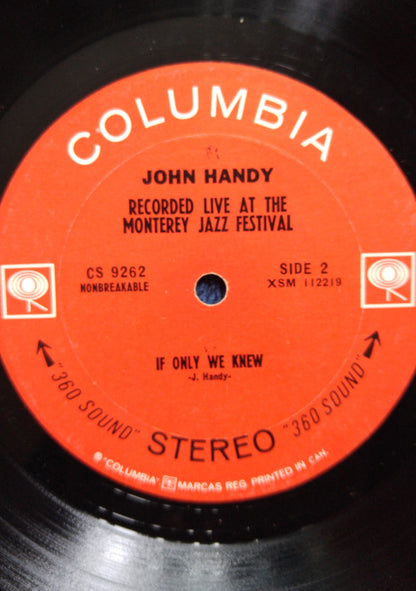 COLUMBIA
JOHN HANDY
RECORDED LIVE AT THE
MONTEREY JAZZ FESTIVAL
CS 9262
NONBREAKABLE
SIDE 2
XSM 112219
IF ONLY WE KNEW
-J. Handy-
"360 SOUND" STEREO "360 SOUND"
® "COLUMBIA" MARCAS REG. PRINTED IN CAN.